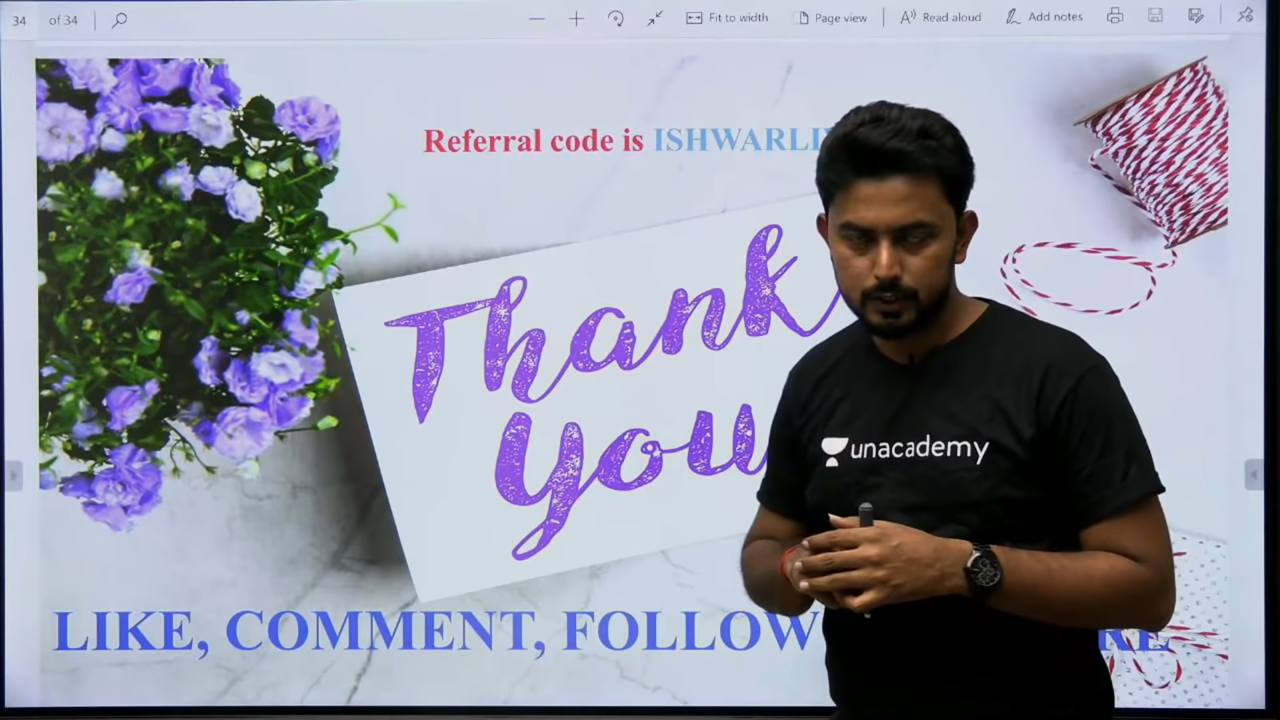 34 of 34 Fit to width Page view Read aloud Add notes
Referral code is
Thank
you
unacademy
LIKE, COMMENT, FOLLOW